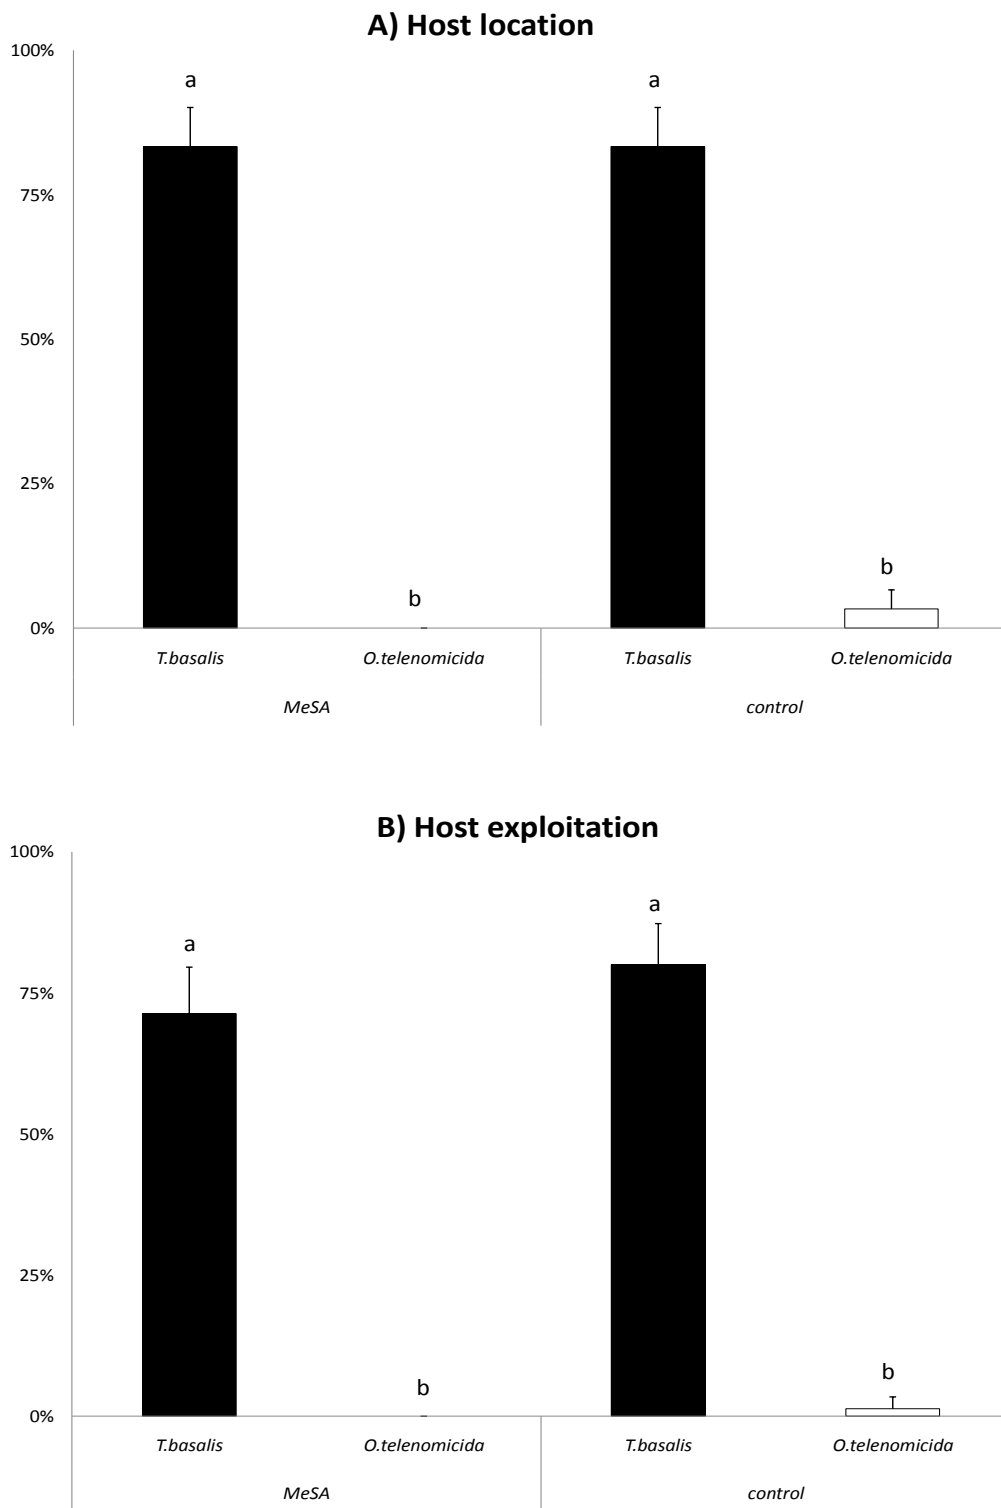 A) Host location
100%
a
a
75%
50%
25%
b
b
0%
T.basalis
O.telenomicida
T.basalis
O.telenomicida
MeSA
control
B) Host exploitation
100%
a
a
75%
50%
25%
b
b
0%
T.basalis
O.telenomicida
T.basalis
O.telenomicida
MeSA
control